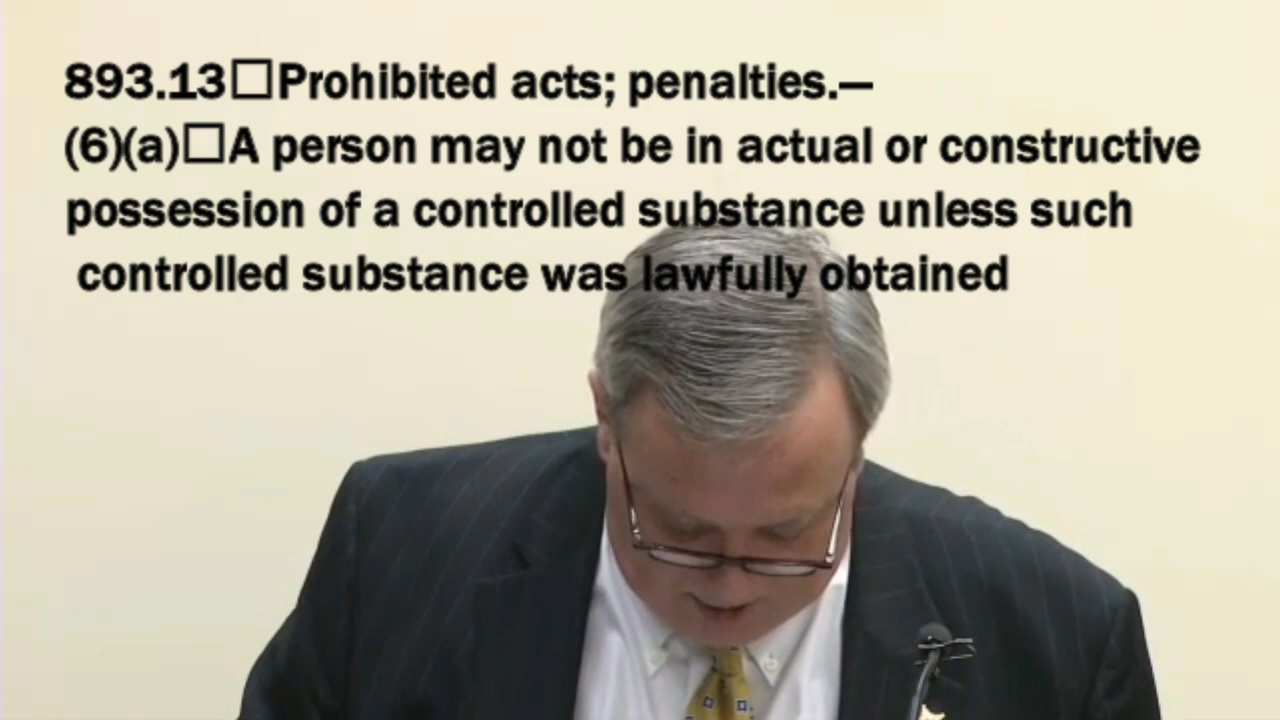 893.13□Prohibited acts; penalties.—
(6)(a)□A person may not be in actual or constructive
possession of a controlled substance unless such
controlled substance was lawfully obtained